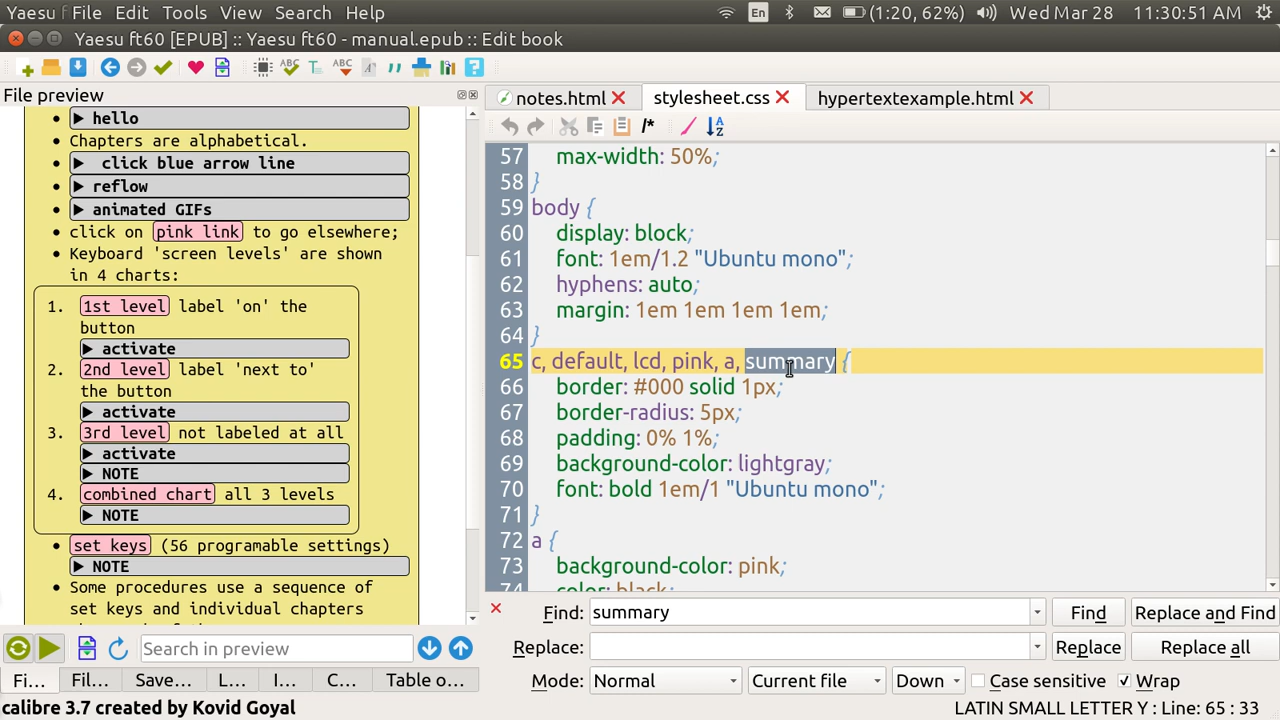 Yaesu ft Edit Tools View Search Help En (1:20, 62%) Wed Mar 28 11:30:51 AM
Yaesu ft60 [EPUB] :: Yaesu ft60 - manual.epub :: Edit book
File preview
▶ hello
• Chapters are alphabetical.
▶ click blue arrow line
▶ reflow
▶ animated GIFs
• click on pink link to go elsewhere;
• Keyboard 'screen levels' are shown
in 4 charts:
1. 1st level label 'on' the
button
▶ activate
2. 2nd level label 'next to'
the button
▶ activate
3. 3rd level not labeled at all
▶ activate
▶ NOTE
4. combined chart all 3 levels
▶ NOTE
• set keys (56 programable settings)
▶ NOTE
• Some procedures use a sequence of
set keys and individual chapters
Search in preview
Fi... Fil... Save... L... I... C... Table o...
notes.html stylesheet.css hypertextexample.html
57 max-width: 50%;
58 }
59 body {
60 display: block;
61 font: 1em/1.2 "Ubuntu mono";
62 hyphens: auto;
63 margin: 1em 1em 1em 1em;
64 }
65 c, default, lcd, pink, a, summary {
66 border: #000 solid 1px;
67 border-radius: 5px;
68 padding: 0% 1%;
69 background-color: lightgray;
70 font: bold 1em/1 "Ubuntu mono";
71 }
72 a {
73 background-color: pink;
74 color: black;
Find: summary Find Replace and Find
Replace: Replace Replace all
Mode: Normal Current file Down Case sensitive Wrap
calibre 3.7 created by Kovid Goyal LATIN SMALL LETTER Y : Line: 65 : 33